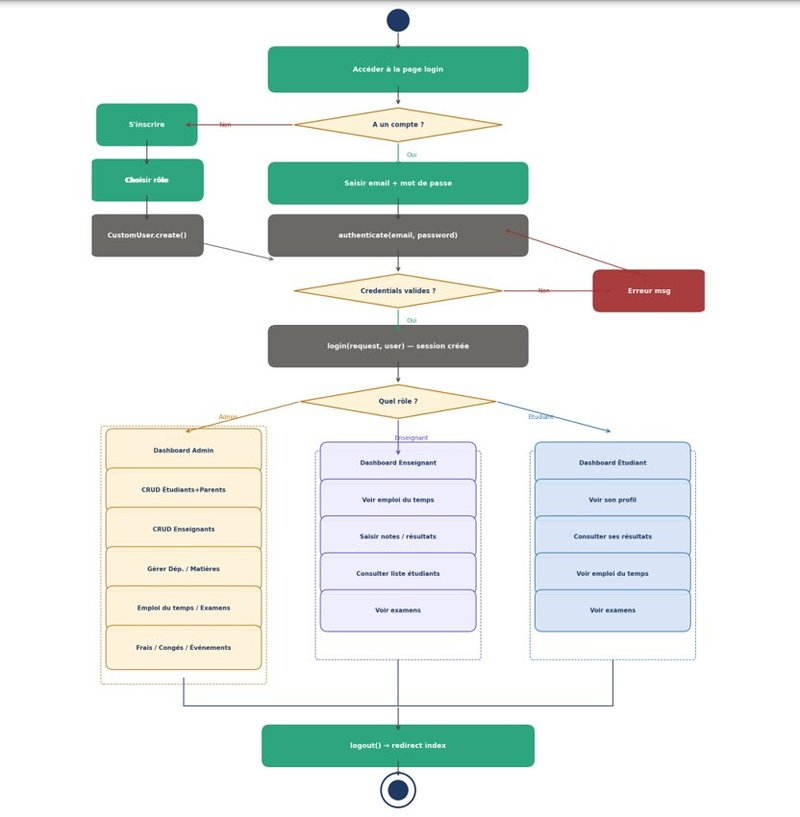 Accéder à la page login
A un compte ?
Non
S'inscrire
Oui
Choisir rôle
Saisir email + mot de passe
CustomUser.create()
authenticate(email, password)
Credentials valides ?
Non
Erreur msg
Oui
login(request, user) — session créée
Quel rôle ?
Admin
Enseignant
Étudiant
Dashboard Admin
CRUD Étudiants+Parents
CRUD Enseignants
Gérer Dép. / Matières
Emploi du temps / Examens
Frais / Congés / Événements
Dashboard Enseignant
Voir emploi du temps
Saisir notes / résultats
Consulter liste étudiants
Voir examens
Dashboard Étudiant
Voir son profil
Consulter ses résultats
Voir emploi du temps
Voir examens
logout() → redirect index